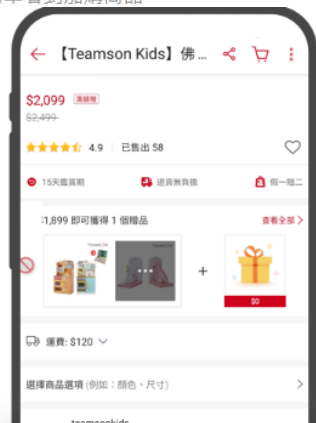 【Teamson Kids】佛...
$2,099 滿額贈
$2,499
4.9 已售出 58
15天鑑賞期 退貨無負擔 假一賠二
$1,899 即可獲得 1 個贈品 查看全部 >
...
+
$0
運費: $120
選擇商品選項 (例如：顏色、尺寸) >
teamsonkids